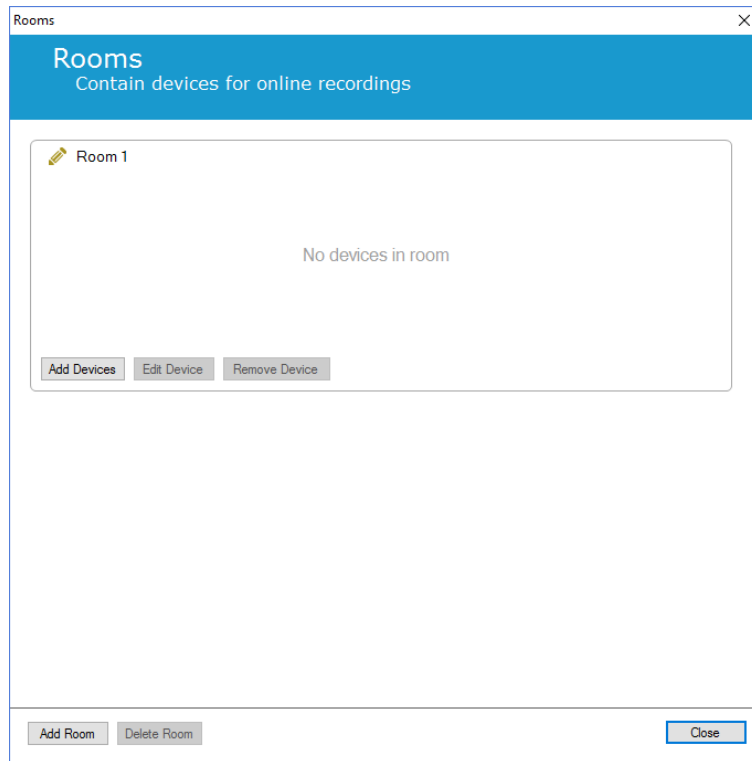 Rooms
Rooms
Contain devices for online recordings
Room 1
No devices in room
Add Devices Edit Device Remove Device
Add Room Delete Room Close